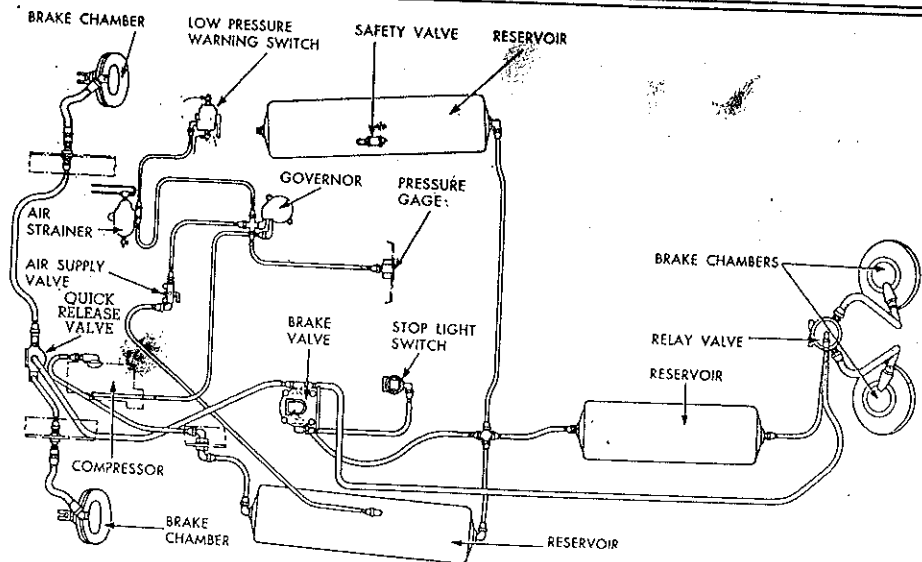 BRAKE CHAMBER
LOW PRESSURE
WARNING SWITCH
SAFETY VALVE
RESERVOIR
AIR
STRAINER
GOVERNOR
PRESSURE
GAGE
AIR SUPPLY
VALVE
QUICK
RELEASE
VALVE
BRAKE
VALVE
STOP LIGHT
SWITCH
BRAKE CHAMBERS
RELAY VALVE
RESERVOIR
COMPRESSOR
BRAKE
CHAMBER
RESERVOIR